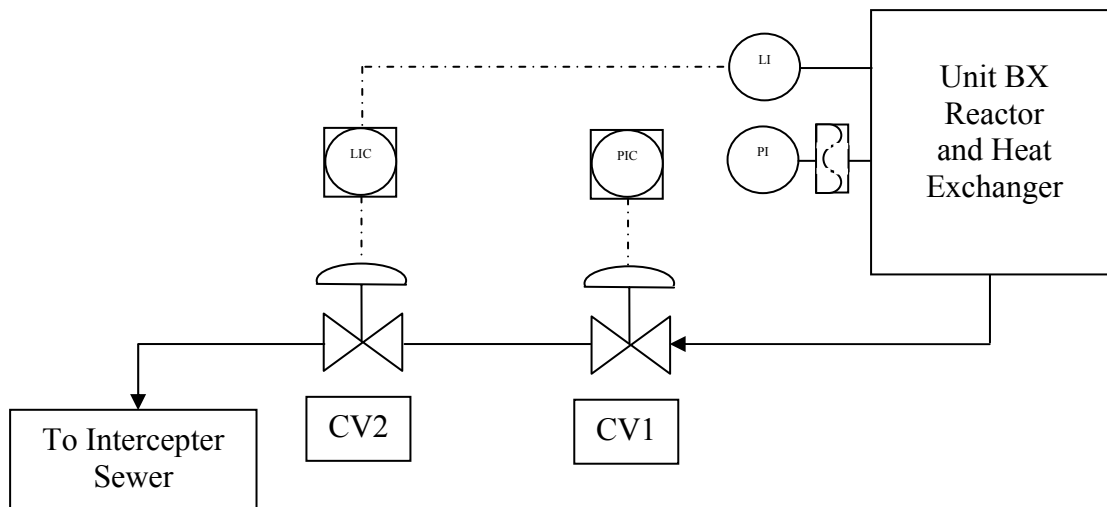 LI
Unit BX
Reactor
and Heat
Exchanger
LIC
PIC
PI
CV2
CV1
To Intercepter
Sewer